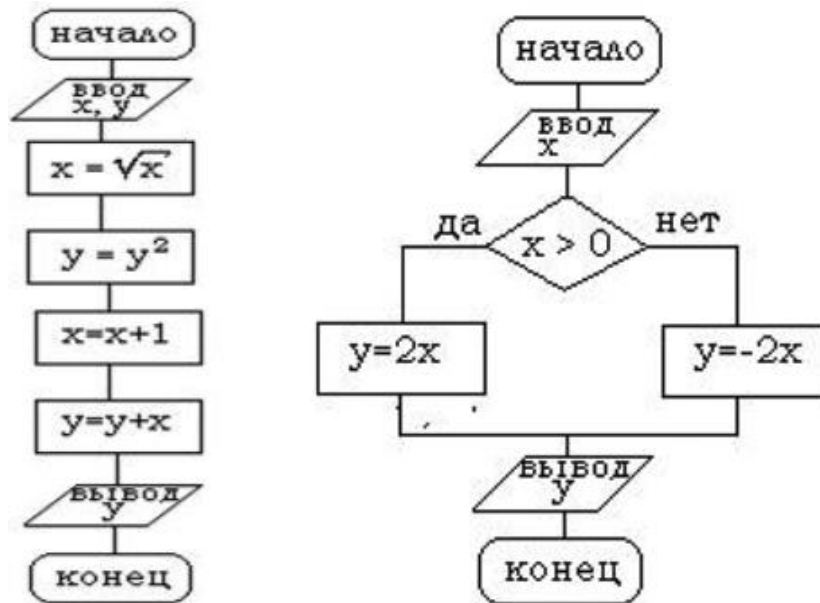 начало
ввод
x, y
x = √x
y = y²
x=x+1
y=y+x
вывод
y
конец
начало
ввод
x
да
x > 0
нет
y=2x
y=-2x
вывод
y
конец